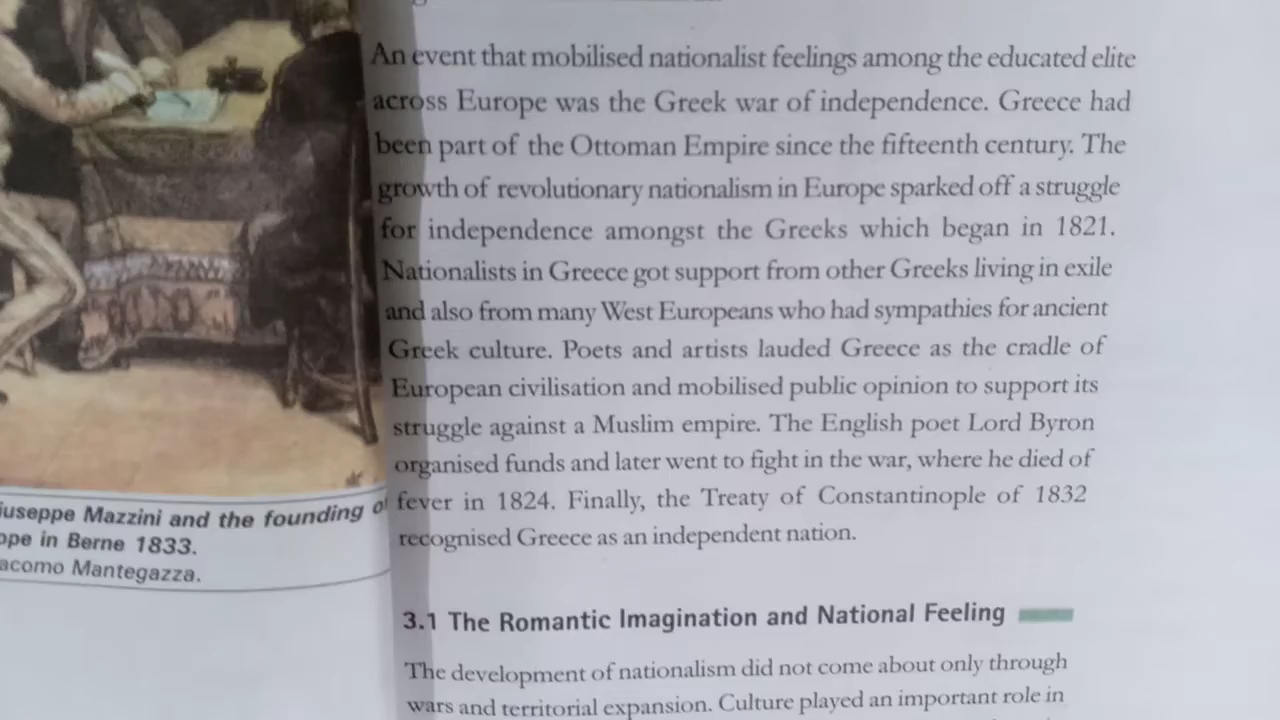 An event that mobilised nationalist feelings among the educated elite
across Europe was the Greek war of independence. Greece had
been part of the Ottoman Empire since the fifteenth century. The
growth of revolutionary nationalism in Europe sparked off a struggle
for independence amongst the Greeks which began in 1821.
Nationalists in Greece got support from other Greeks living in exile
and also from many West Europeans who had sympathies for ancient
Greek culture. Poets and artists lauded Greece as the cradle of
European civilisation and mobilised public opinion to support its
struggle against a Muslim empire. The English poet Lord Byron
organised funds and later went to fight in the war, where he died of
fever in 1824. Finally, the Treaty of Constantinople of 1832
recognised Greece as an independent nation.
iuseppe Mazzini and the founding of
ope in Berne 1833.
acomo Mantegazza.
3.1 The Romantic Imagination and National Feeling
The development of nationalism did not come about only through
wars and territorial expansion. Culture played an important role in